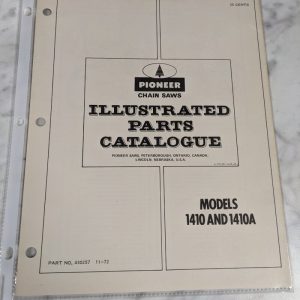 25 CENTS
PIONEER
CHAIN SAWS
ILLUSTRATED
PARTS
CATALOGUE
PIONEER SAWS, PETERBOROUGH, ONTARIO, CANADA.
LINCOLN, NEBRASKA, U.S.A.
MODELS
1410 AND 1410A
PART NO. 430257 11-72